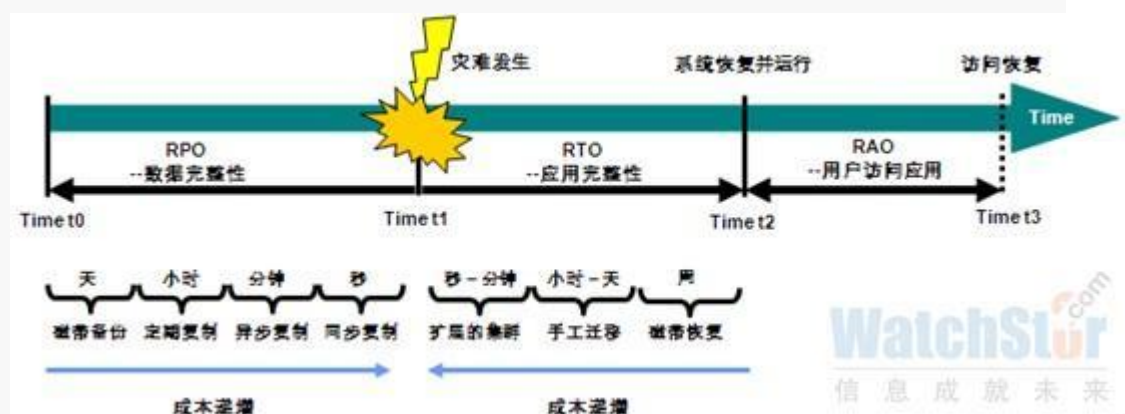 灾难发生
系统恢复并运行
访问恢复
Time
RPO
--数据完整性
RTO
--应用完整性
RAO
--用户访问应用
Time t0
Time t1
Time t2
Time t3
天
小时
分钟
秒
秒-分钟
小时-天
周
磁带备份
定期复制
异步复制
同步复制
扩展的集群
手工迁移
磁带恢复
成本递增
成本递增
WatchStor
.com
信息成就未来